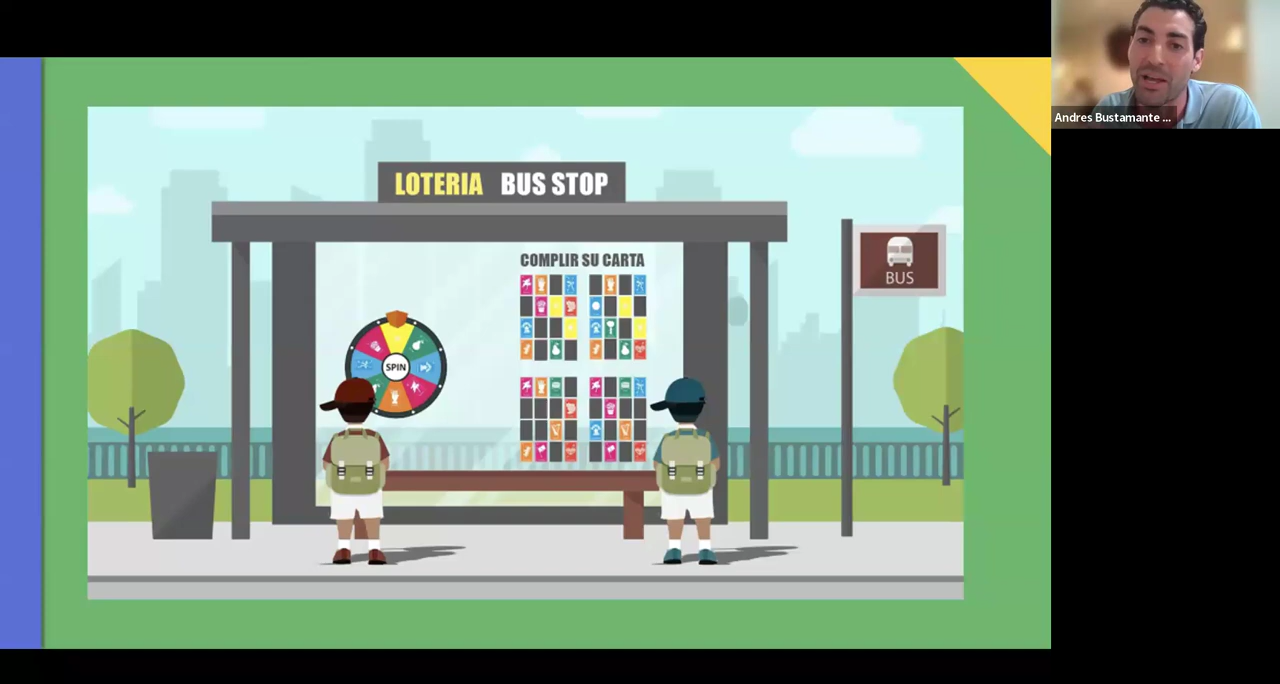 Andres Bustamante ...
LOTERIA BUS STOP
COMPLIR SU CARTA
BUS
SPIN